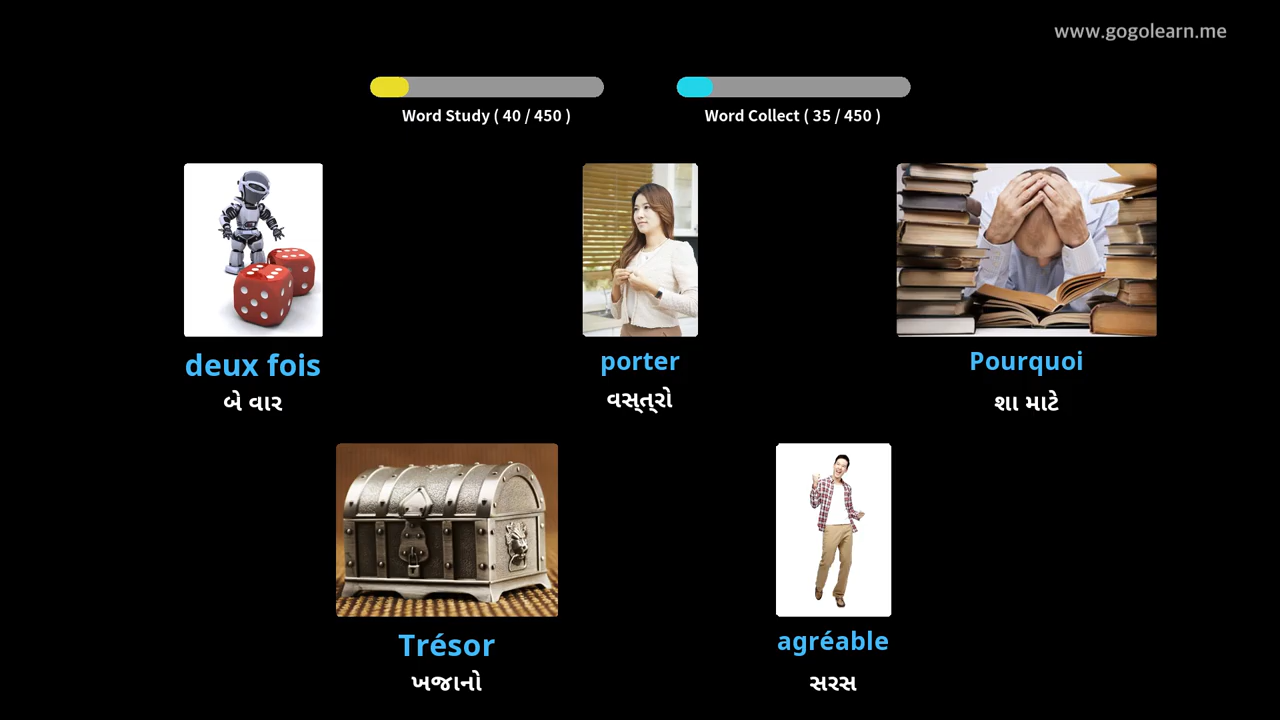 www.gogolearn.me
Word Study ( 40 / 450 )
Word Collect ( 35 / 450 )
deux fois
બે વાર
porter
વસ્ત્રો
Pourquoi
શા માટે
Trésor
ખજાનો
agréable
સરસ